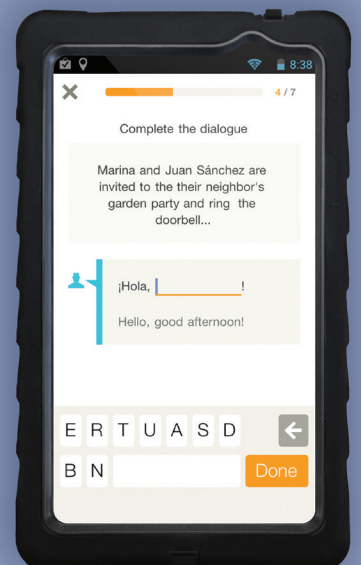 8:38
4 / 7
Complete the dialogue
Marina and Juan Sánchez are
invited to the their neighbor's
garden party and ring the
doorbell...
¡Hola, !
Hello, good afternoon!
E R T U A S D
B N Done